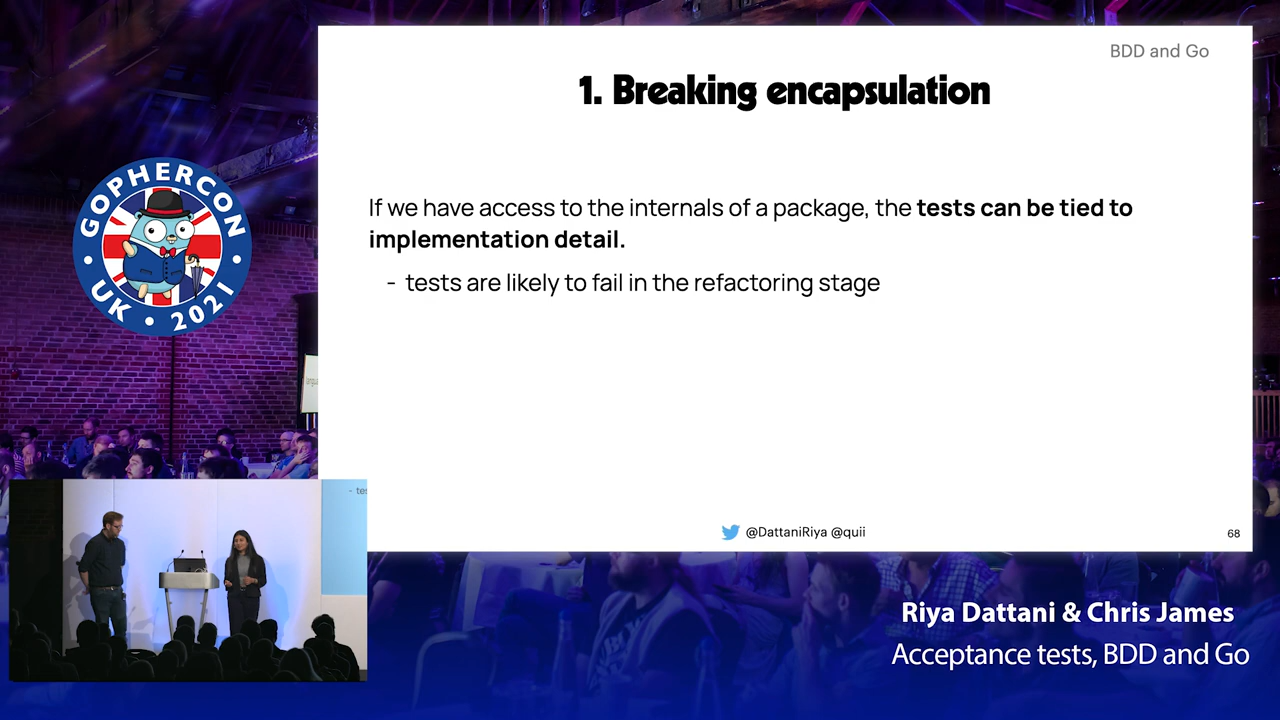 BDD and Go
1. Breaking encapsulation
If we have access to the internals of a package, the tests can be tied to
implementation detail.
- tests are likely to fail in the refactoring stage
@DattaniRiya @quii
68
GOPHERCON
UK • 2021
- tes
Riya Dattani & Chris James
Acceptance tests, BDD and Go